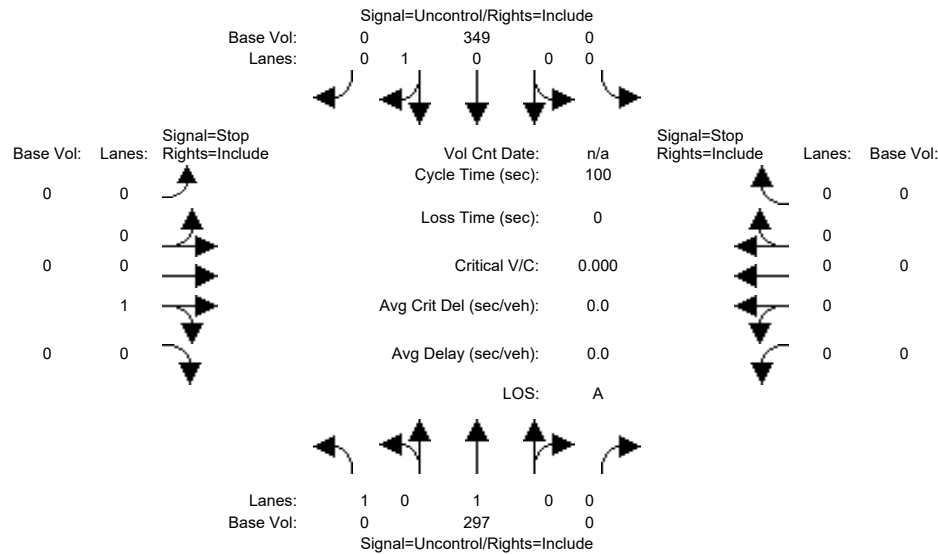 Signal=Uncontrol/Rights=Include
Base Vol: 0 349 0
Lanes: 0 1 0 0 0
Signal=Stop Signal=Stop
Base Vol: Lanes: Rights=Include Vol Cnt Date: n/a Rights=Include Lanes: Base Vol:
Cycle Time (sec): 100
0 0 0 0
Loss Time (sec): 0
0 0
0 0 Critical V/C: 0.000 0 0
1 Avg Crit Del (sec/veh): 0.0 0
0 0 Avg Delay (sec/veh): 0.0 0 0
LOS: A
Lanes: 1 0 1 0 0
Base Vol: 0 297 0
Signal=Uncontrol/Rights=Include